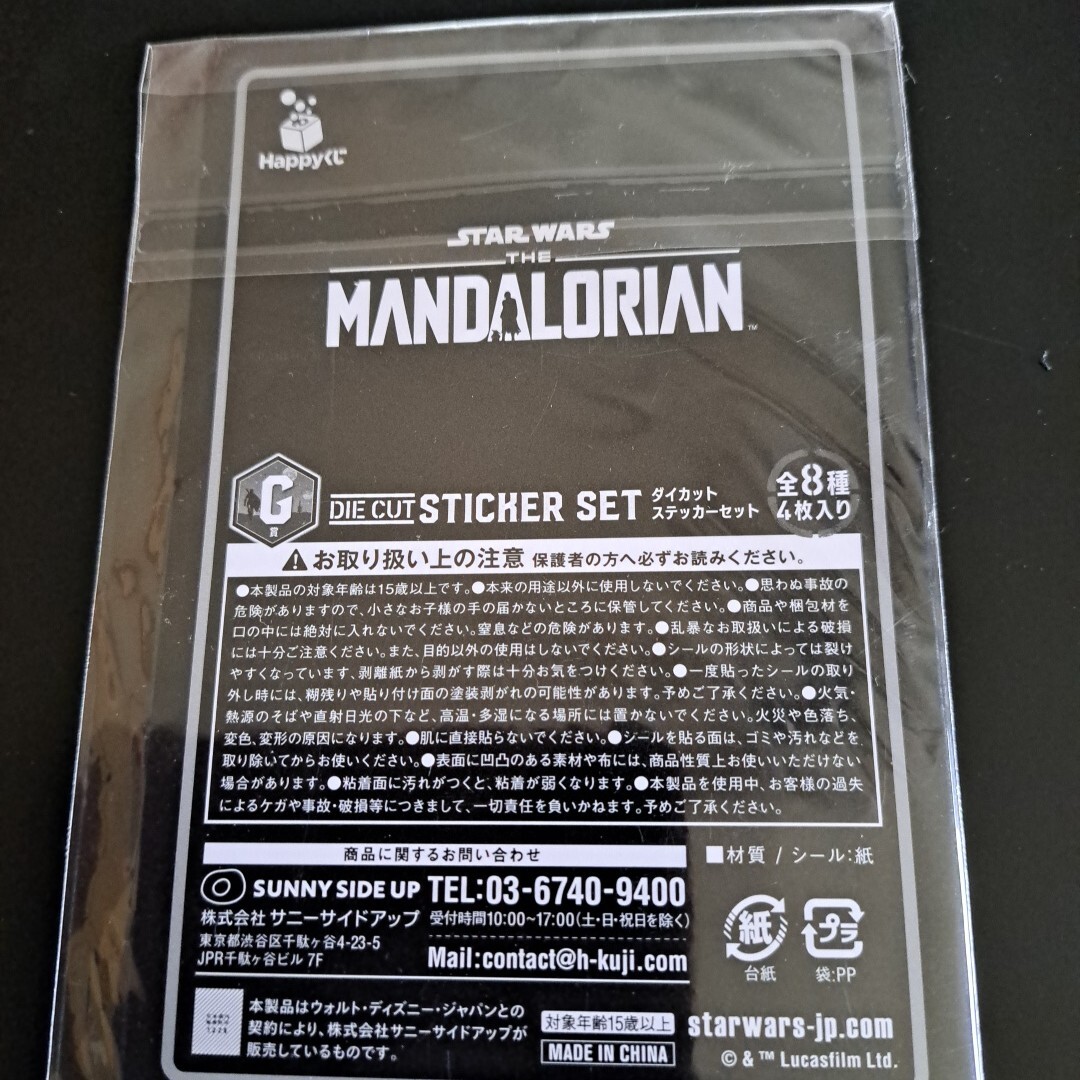 Happyくじ
STAR WARS
THE
MANDALORIAN™
G賞
DIE CUT STICKER SET ダイカット
ステッカーセット
全8種
4枚入り
お取り扱い上の注意 保護者の方へ必ずお読みください。
●本製品の対象年齢は15歳以上です。●本来の用途以外に使用しないでください。●思わぬ事故の
危険がありますので、小さなお子様の手の届かないところに保管してください。●商品や梱包材を
口の中には絶対に入れないでください。窒息などの危険があります。●乱暴なお取扱いによる破損
には十分ご注意ください。また、目的以外の使用はしないでください。●シールの形状によっては裂け
やすくなっています、剥離紙から剥がす際は十分お気をつけください。●一度貼ったシールの取り
外し時には、糊残りや貼り付け面の塗装剥がれの可能性があります。予めご了承ください。●火気・
熱源のそばや直射日光の下など、高温・多湿になる場所には置かないでください。火災や色落ち、
変色、変形の原因になります。●肌に直接貼らないでください。●シールを貼る面は、ゴミや汚れなどを
取り除いてからお使いください。●表面に凹凸のある素材や布には、商品性質上お使いいただけない
場合があります。●粘着面に汚れがつくと、粘着が弱くなります。●本製品を使用中、お客様の過失
によるケガや事故・破損等につきまして、一切責任を負いかねます。予めご了承ください。
商品に関するお問い合わせ
SUNNY SIDE UP
株式会社 サニーサイドアップ
東京都渋谷区千駄ヶ谷4-23-5
JPR千駄ヶ谷ビル 7F
TEL:03-6740-9400
受付時間10:00~17:00(土・日・祝日を除く)
Mail:contact@h-kuji.com
■材質 / シール:紙
紙
台紙
プラ
袋:PP
本製品はウォルト・ディズニー・ジャパンとの
契約により、株式会社サニーサイドアップが
販売しているものです。
対象年齢15歳以上
MADE IN CHINA
starwars-jp.com
© & ™ Lucasfilm Ltd.